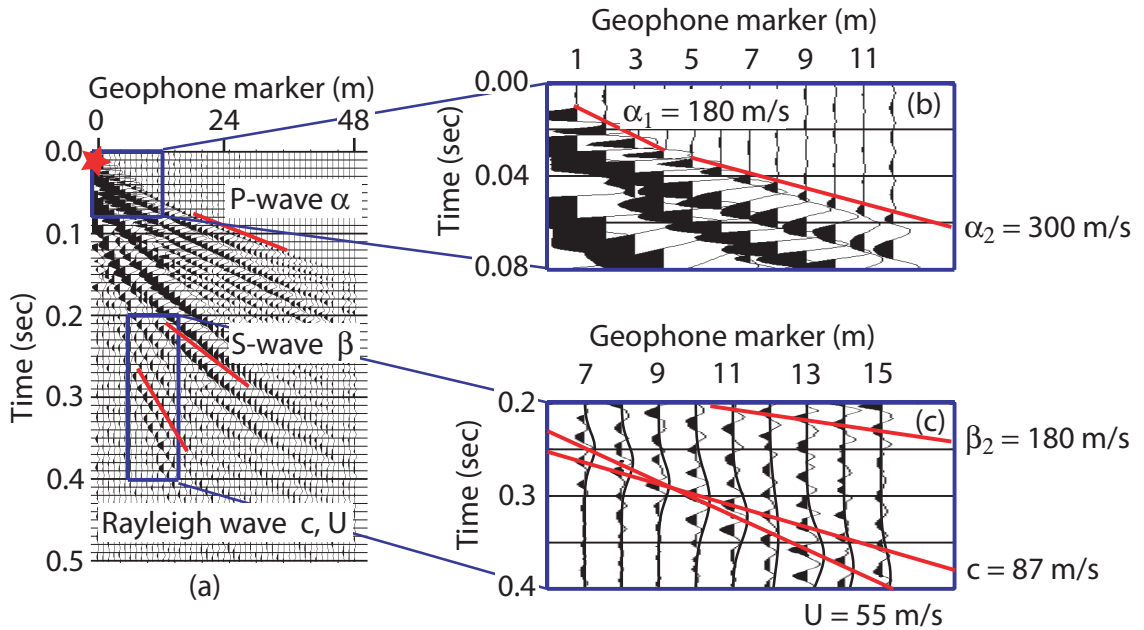 Geophone marker (m)
0 24 48
0.0
0.1
0.2
0.3
0.4
0.5
Time (sec)
P-wave α
S-wave β
Rayleigh wave c, U
(a)
Geophone marker (m)
1 3 5 7 9 11
0.00
0.04
0.08
Time (sec)
(b)
α1 = 180 m/s
α2 = 300 m/s
Geophone marker (m)
7 9 11 13 15
0.2
0.3
0.4
Time (sec)
(c)
β2 = 180 m/s
c = 87 m/s
U = 55 m/s